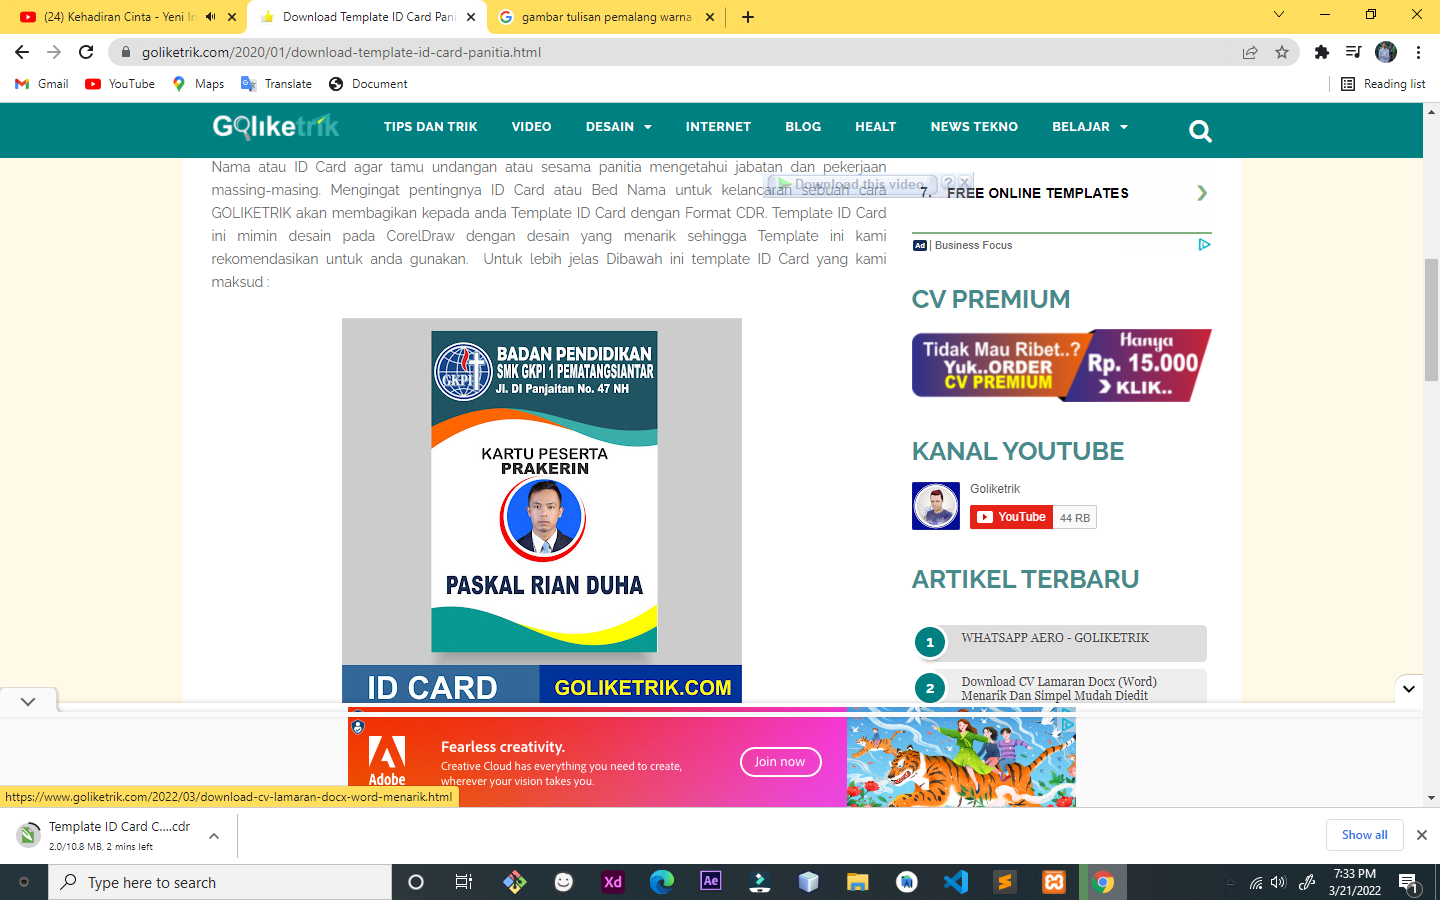 (24) Kehadiran Cinta - Yeni In
Download Template ID Card Pani
gambar tulisan pemalang warna
goliketrik.com/2020/01/download-template-id-card-panitia.html
Gmail
YouTube
Maps
Translate
Document
Reading list
Goliketrik
TIPS DAN TRIK
VIDEO
DESAIN
INTERNET
BLOG
HEALT
NEWS TEKNO
BELAJAR
Nama atau ID Card agar tamu undangan atau sesama panitia mengetahui jabatan dan pekerjaan
massing-masing. Mengingat pentingnya ID Card atau Bed Nama untuk kelancaran sebuah cara
GOLIKETRIK akan membagikan kepada anda Template ID Card dengan Format CDR. Template ID Card
ini mimin desain pada CorelDraw dengan desain yang menarik sehingga Template ini kami
rekomendasikan untuk anda gunakan. Untuk lebih jelas Dibawah ini template ID Card yang kami
maksud :
Download this video
?
7. FREE ONLINE TEMPLATES
Ad | Business Focus
CV PREMIUM
Tidak Mau Ribet..?
Yuk..ORDER
CV PREMIUM
Hanya
Rp. 15.000
KLIK..
KANAL YOUTUBE
Goliketrik
YouTube
44 RB
ARTIKEL TERBARU
1
WHATSAPP AERO - GOLIKETRIK
2
Download CV Lamaran Docx (Word)
Menarik Dan Simpel Mudah Diedit
GKPI
BADAN PENDIDIKAN
SMK GKPI 1 PEMATANGSIANTAR
Jl. DI Panjaitan No. 47 NH
KARTU PESERTA
PRAKERIN
PASKAL RIAN DUHA
ID CARD
GOLIKETRIK.COM
Adobe
Fearless creativity.
Creative Cloud has everything you need to create,
wherever your vision takes you.
Join now
https://www.goliketrik.com/2022/03/download-cv-lamaran-docx-word-menarik.html
Template ID Card C....cdr
2.0/10.8 MB, 2 mins left
Show all
Type here to search
Xd
Ae
7:33 PM
3/21/2022
1